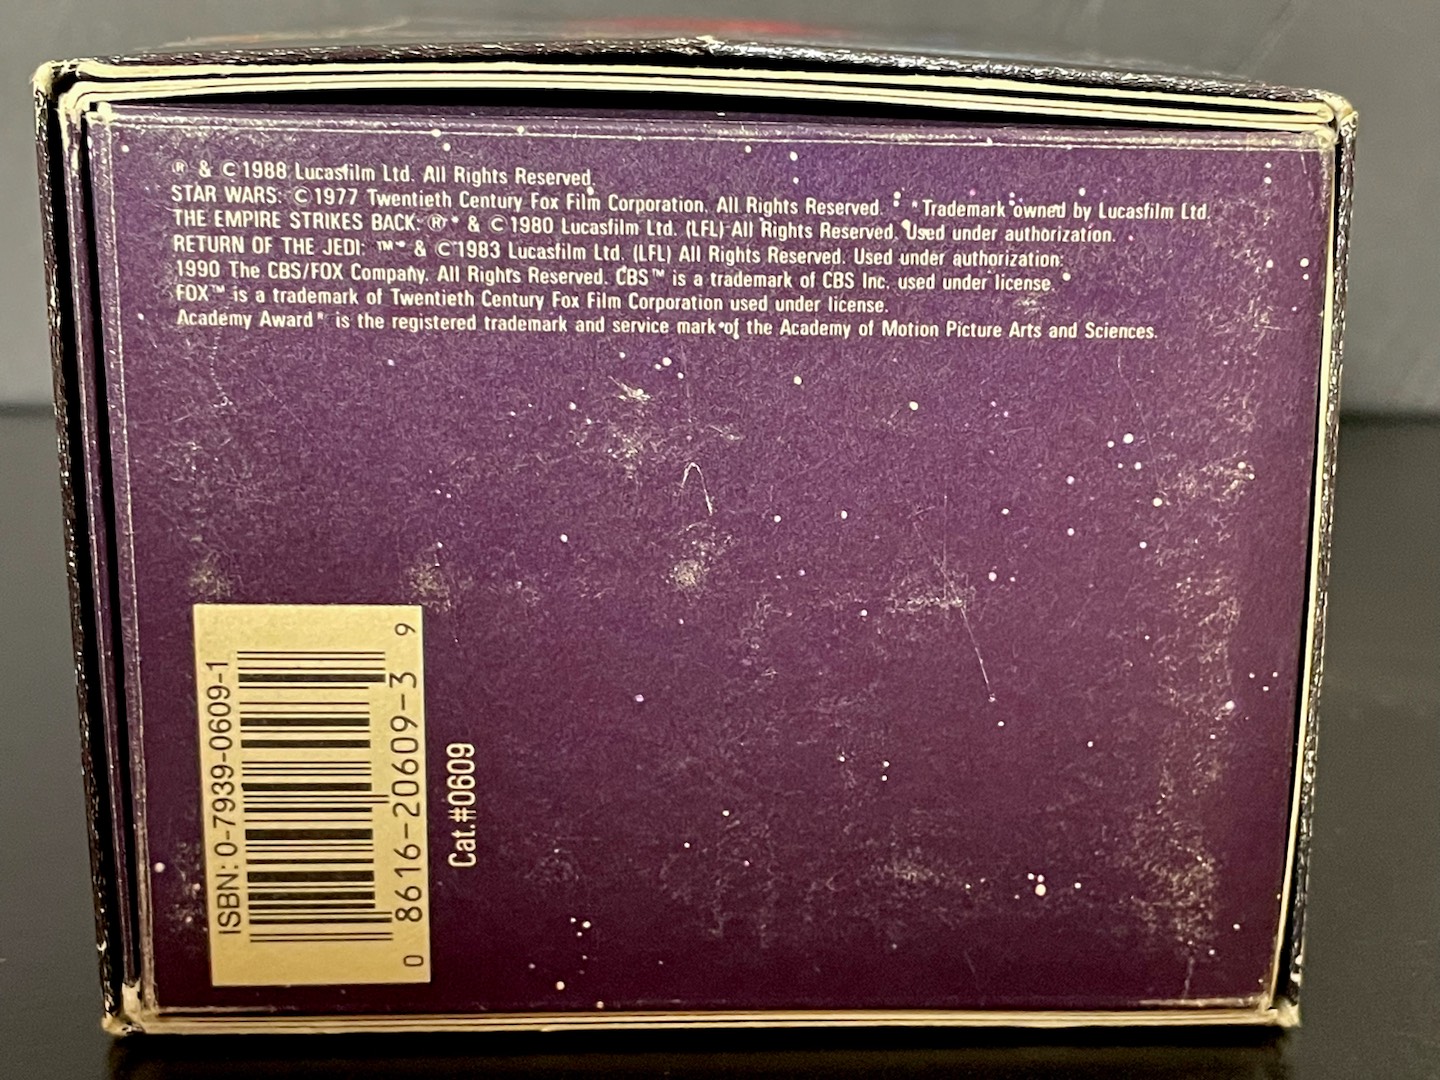 ® & ©1988 Lucasfilm Ltd. All Rights Reserved.
STAR WARS: ©1977 Twentieth Century Fox Film Corporation. All Rights Reserved. * *Trademark owned by Lucasfilm Ltd.
THE EMPIRE STRIKES BACK: ®* & ©1980 Lucasfilm Ltd. (LFL) All Rights Reserved. Used under authorization.
RETURN OF THE JEDI: ™* & ©1983 Lucasfilm Ltd. (LFL) All Rights Reserved. Used under authorization.
1990 The CBS/FOX Company. All Rights Reserved. CBS™ is a trademark of CBS Inc. used under license.
FOX™ is a trademark of Twentieth Century Fox Film Corporation used under license.
Academy Award® is the registered trademark and service mark of the Academy of Motion Picture Arts and Sciences.
ISBN: 0-7939-0609-1
0 8616-20609-3 9
Cat.#0609